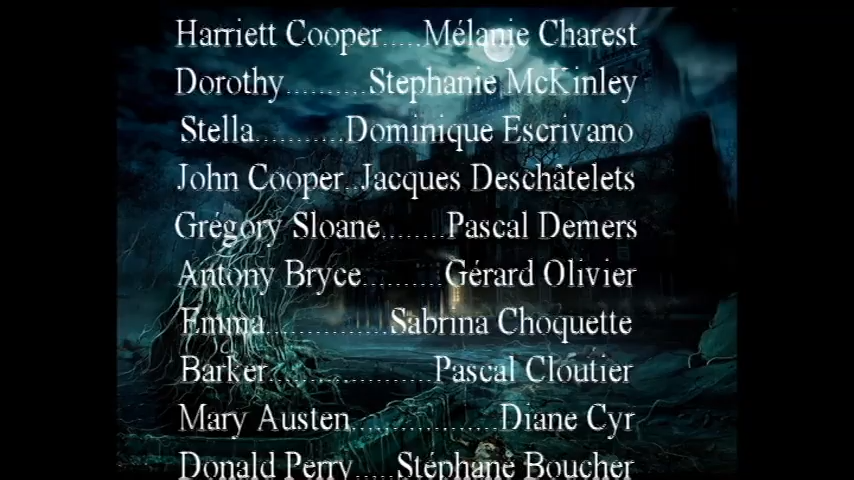 Harriett Cooper.....Mélanie Charest
Dorothy..........Stephanie McKinley
Stella...........Dominique Escrivano
John Cooper..Jacques Deschâtelets
Grégory Sloane........Pascal Demers
Antony Bryce..........Gérard Olivier
Emma...............Sabrina Choquette
Barker....................Pascal Cloutier
Mary Austen..................Diane Cyr
Donald Perry.....Stéphane Boucher